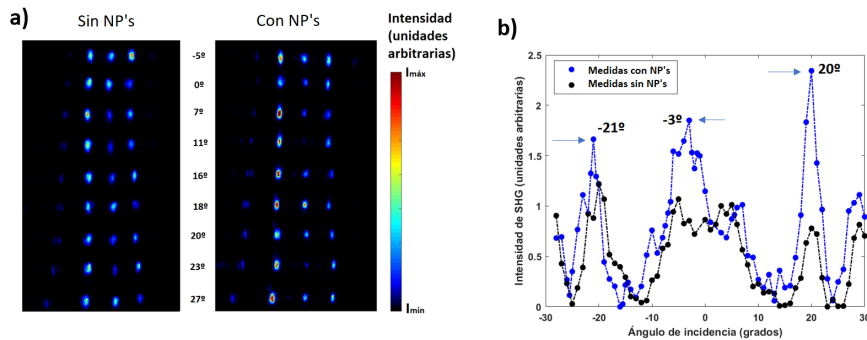 a)
Sin NP's
Con NP's
Intensidad
(unidades
arbitrarias)
-5º
0º
7º
11º
16º
18º
20º
23º
27º
Imáx
Imin
b)
Intensidad de SHG (unidades arbitrarias)
2.5
2
1.5
1
0.5
0
Medidas con NP's
Medidas sin NP's
-21º
-3º
20º
-30
-20
-10
0
10
20
30
Ángulo de incidencia (grados)